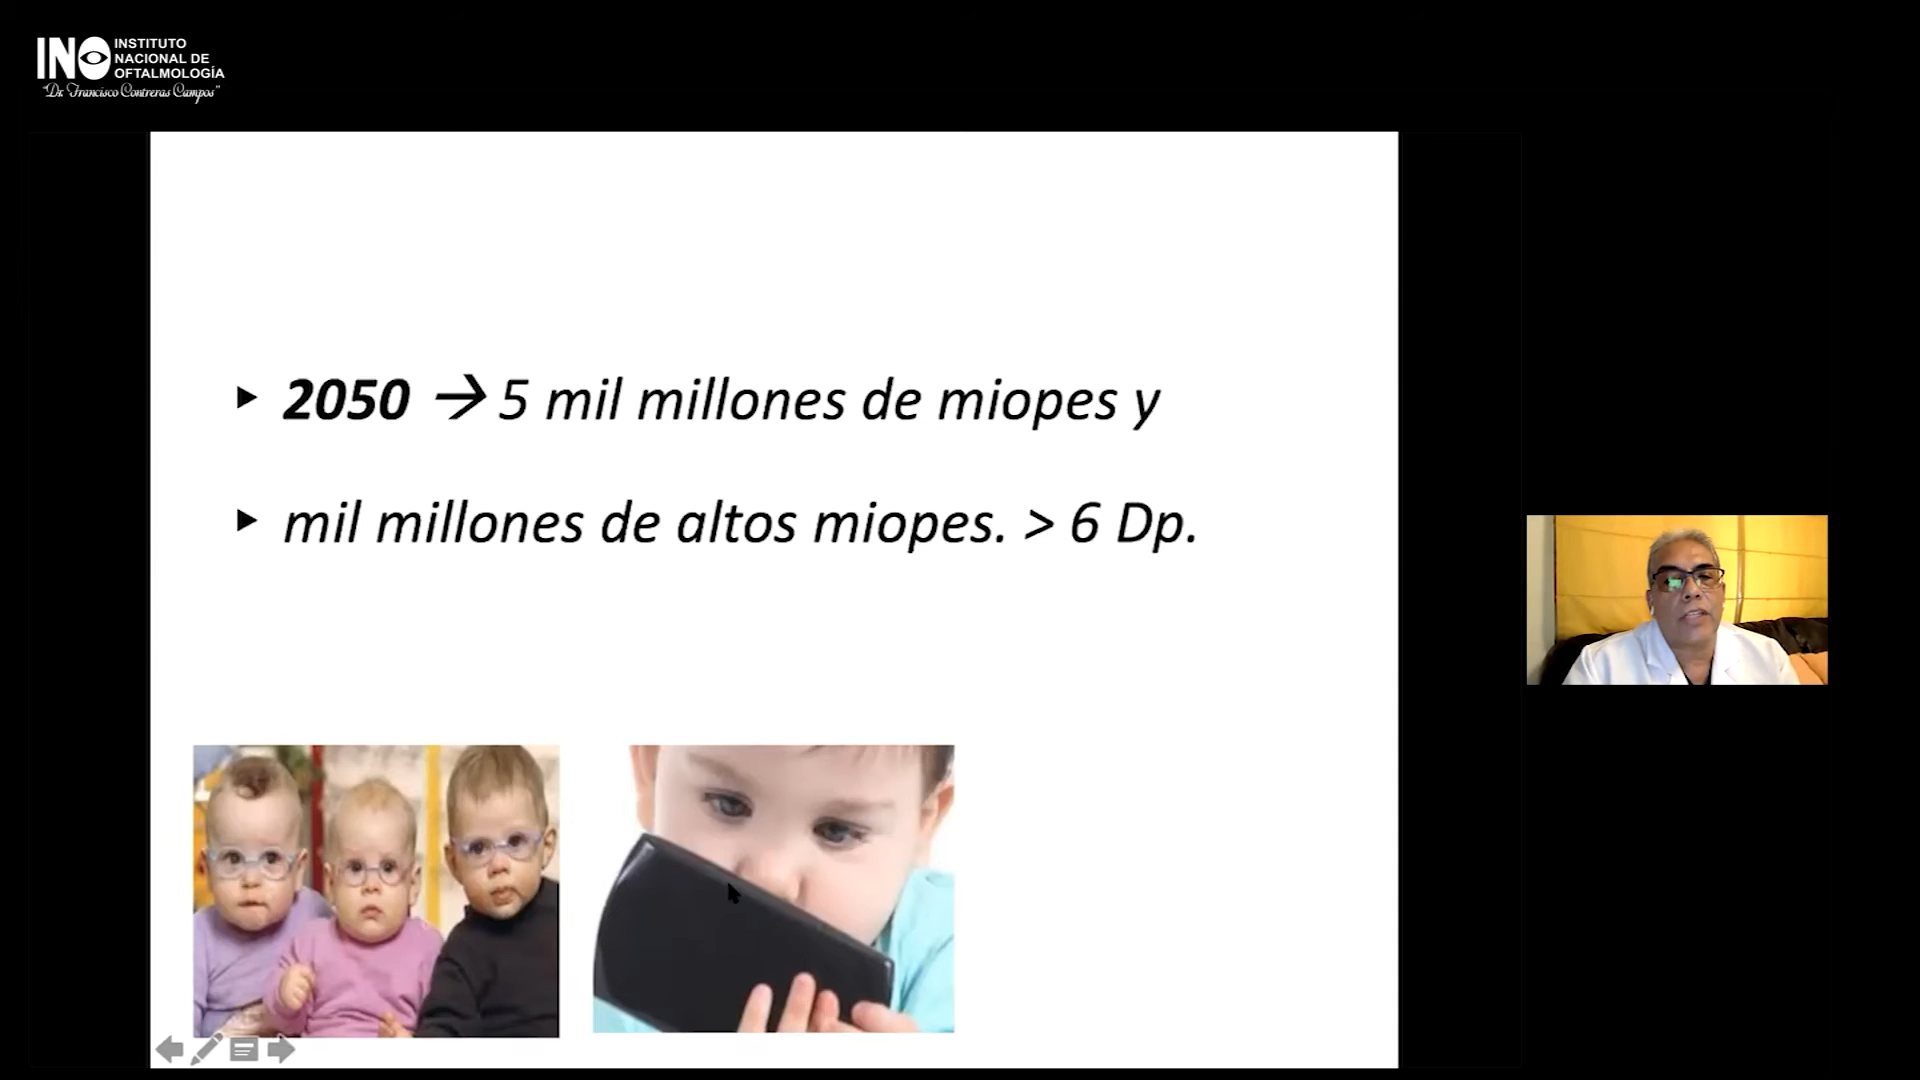 INO
INSTITUTO
NACIONAL DE
OFTALMOLOGÍA
"Dr. Francisco Contreras Campos"
2050 → 5 mil millones de miopes y
mil millones de altos miopes. > 6 Dp.